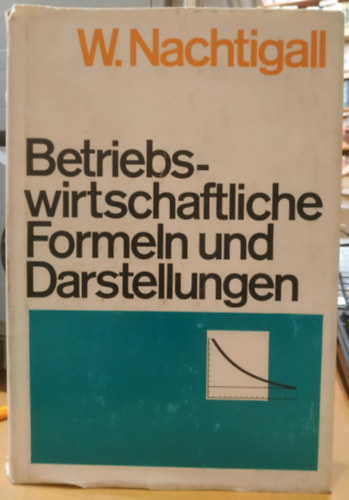 W. Nachtigall
Betriebs-
wirtschaftliche
Formeln und
Darstellungen